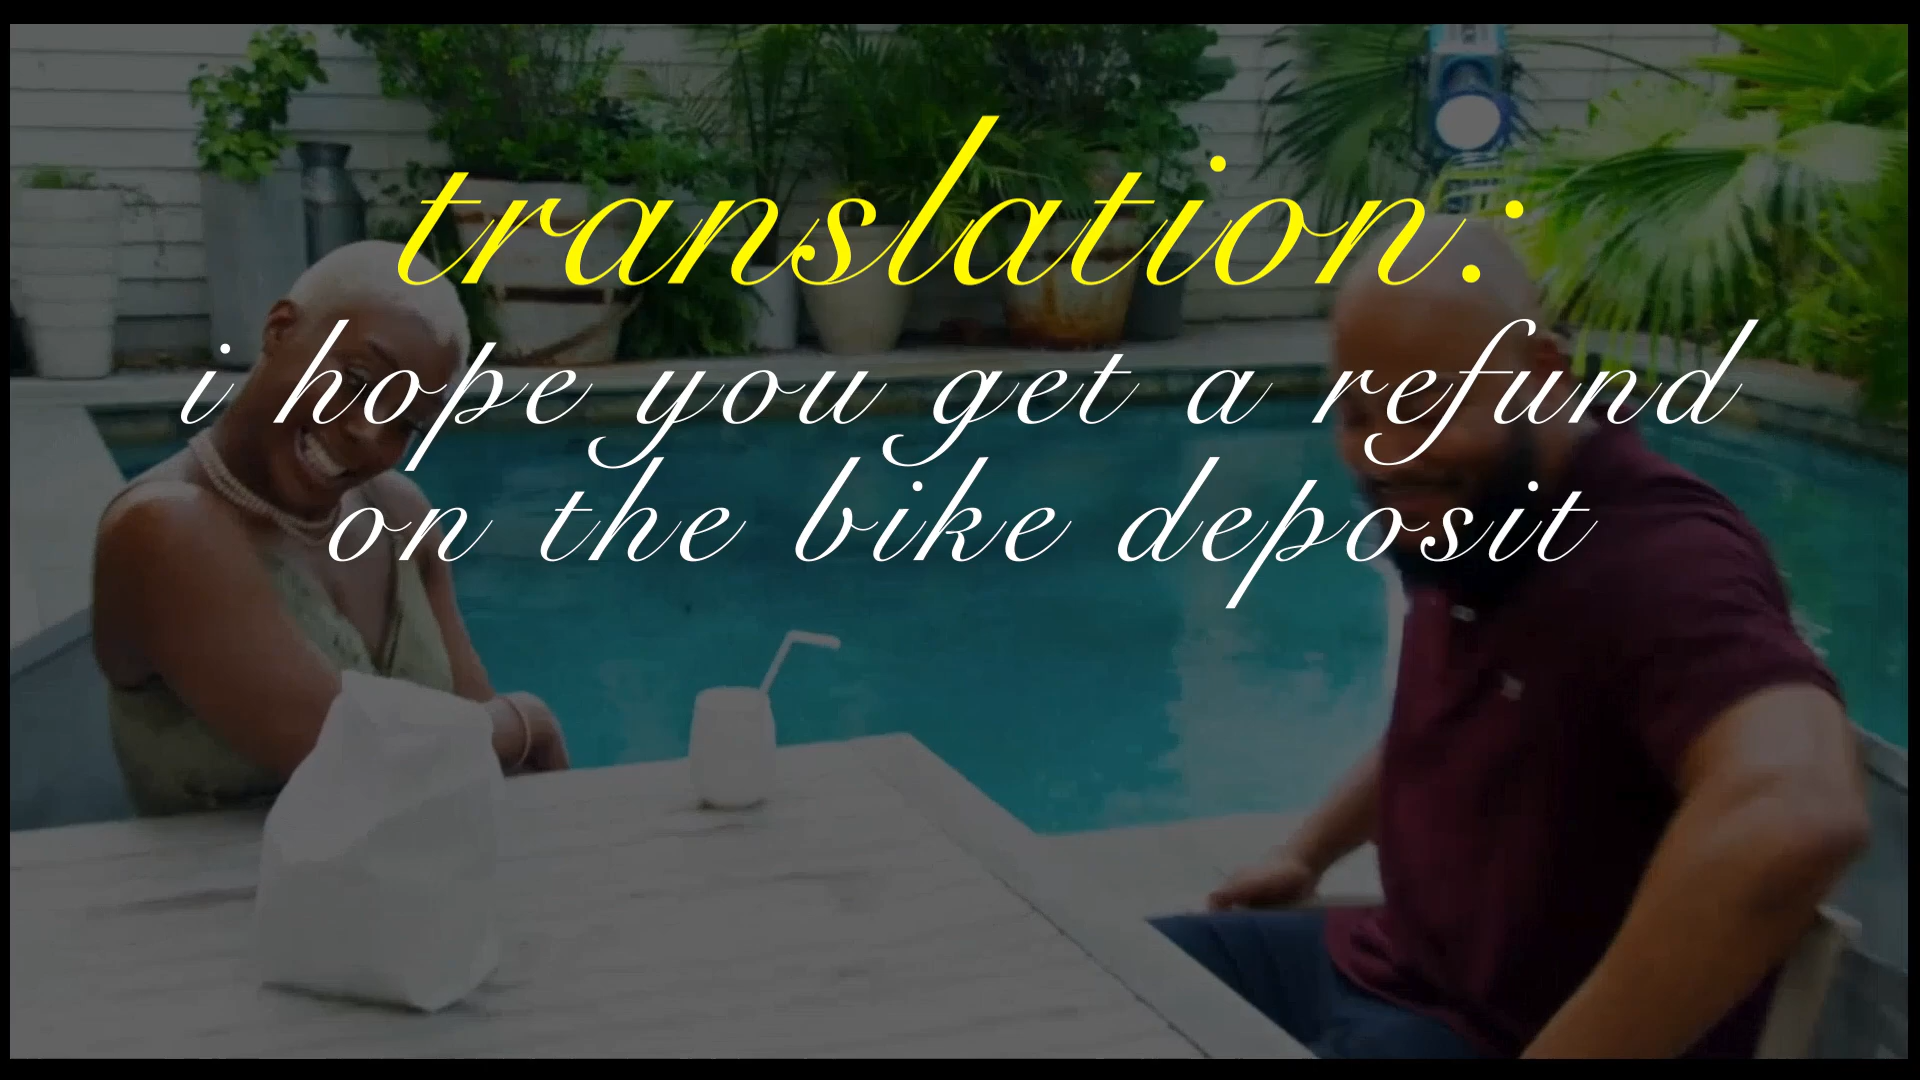 translation:
i hope you get a refund
on the bike deposit